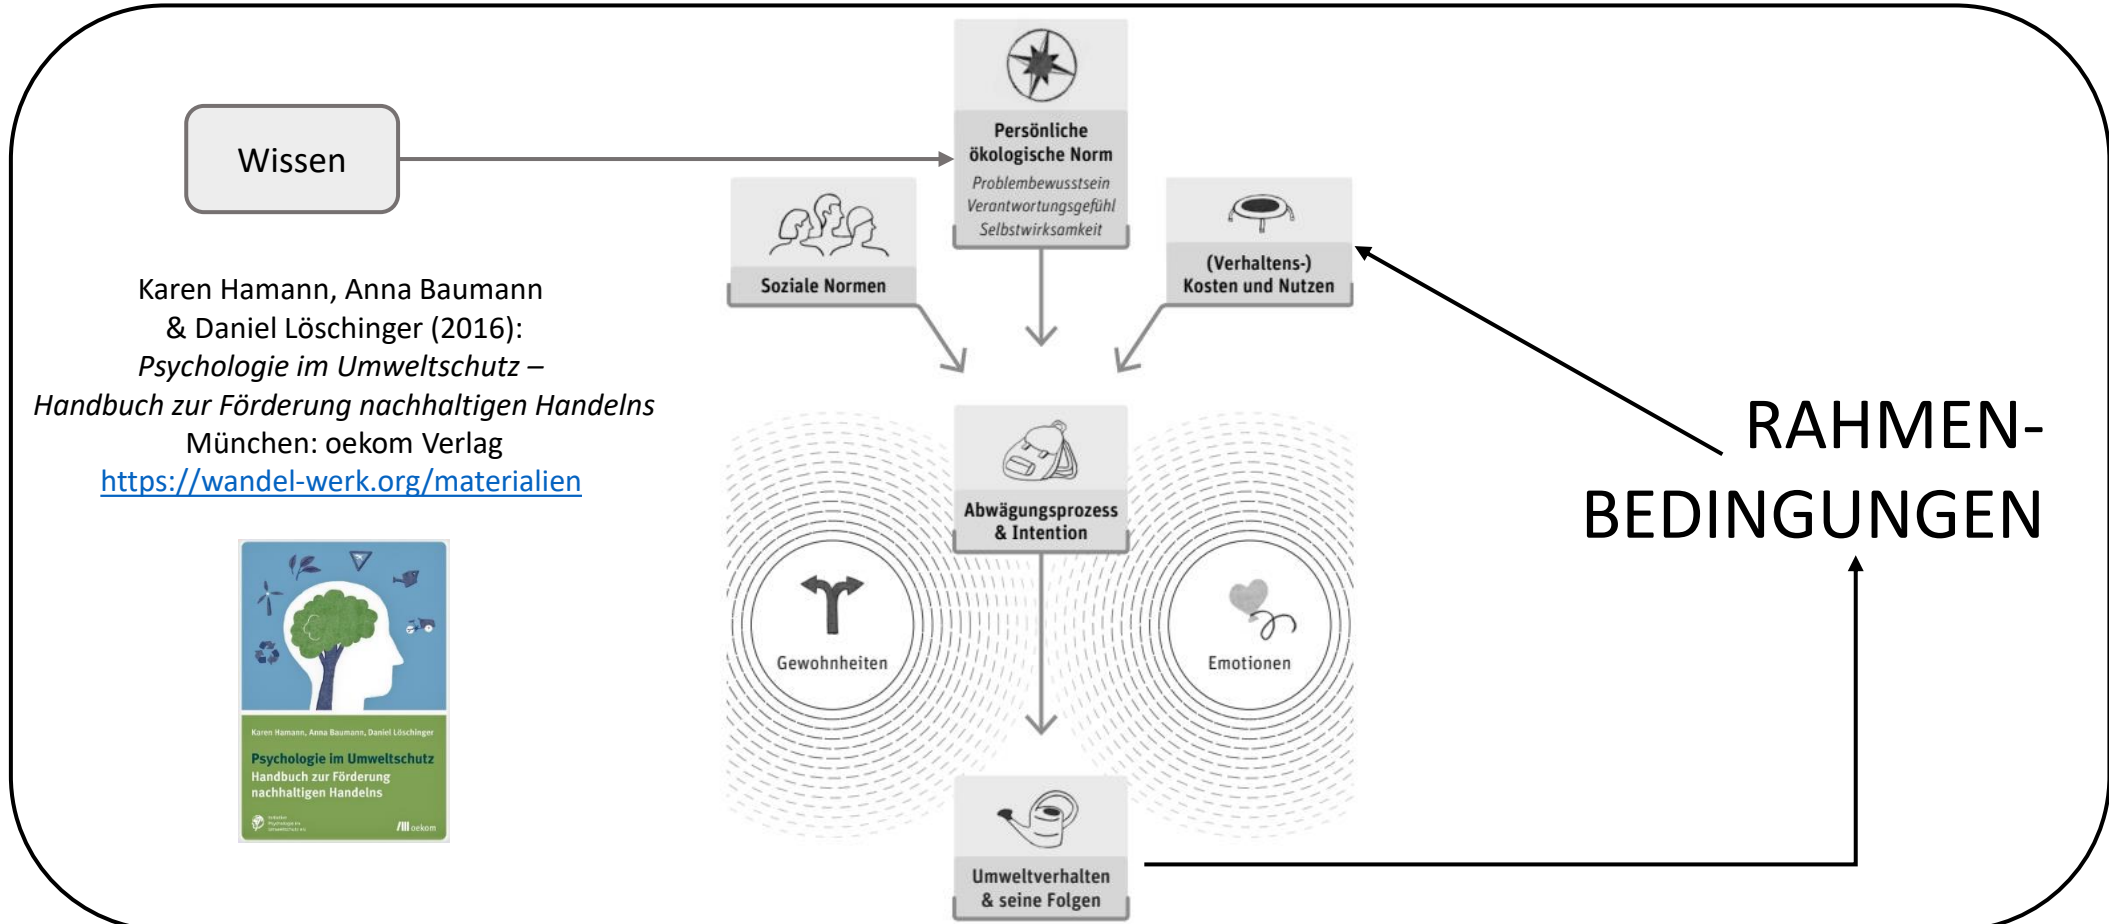 Wissen
Karen Hamann, Anna Baumann
& Daniel Löschinger (2016):
Psychologie im Umweltschutz –
Handbuch zur Förderung nachhaltigen Handelns
München: oekom Verlag
https://wandel-werk.org/materialien
Karen Hamann, Anna Baumann, Daniel Löschinger
Psychologie im Umweltschutz
Handbuch zur Förderung
nachhaltigen Handelns
oekom
Persönliche
ökologische Norm
Problembewusstsein
Verantwortungsgefühl
Selbstwirksamkeit
Soziale Normen
(Verhaltens-)
Kosten und Nutzen
Abwägungsprozess
& Intention
Gewohnheiten
Emotionen
Umweltverhalten
& seine Folgen
RAHMEN-
BEDINGUNGEN